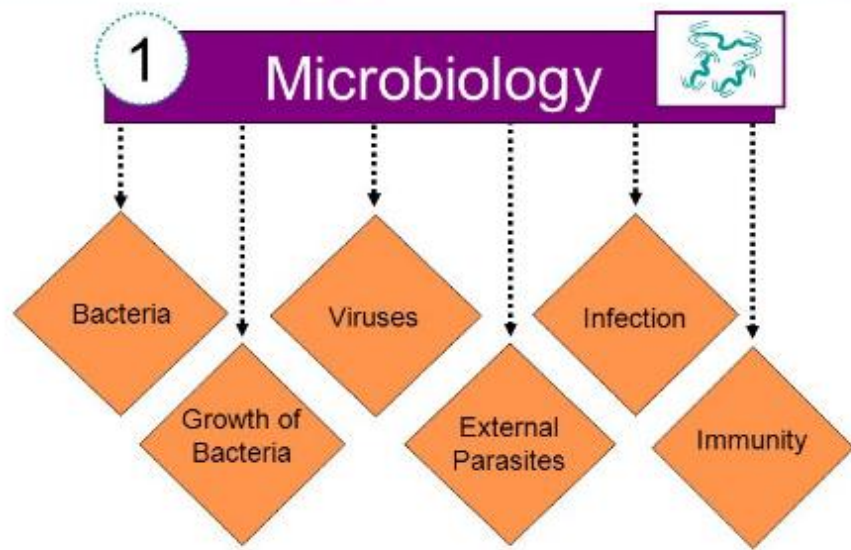 1
Microbiology
Bacteria
Growth of
Bacteria
Viruses
External
Parasites
Infection
Immunity